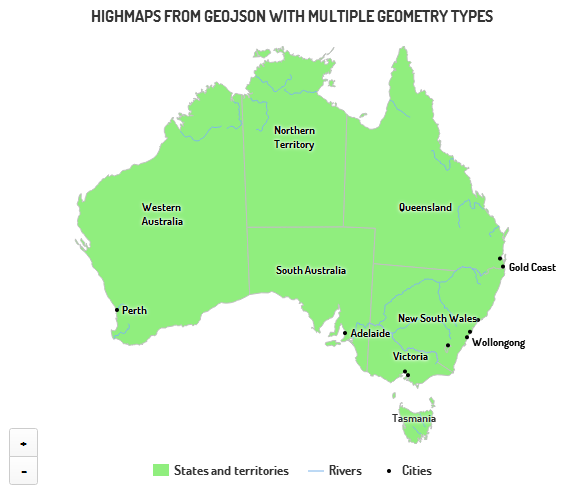 HIGHMAPS FROM GEOJSON WITH MULTIPLE GEOMETRY TYPES
Northern
Territory
Western
Australia
Queensland
South Australia
Gold Coast
Perth
New South Wales
Adelaide
Wollongong
Victoria
Tasmania
+
-
States and territories
Rivers
Cities